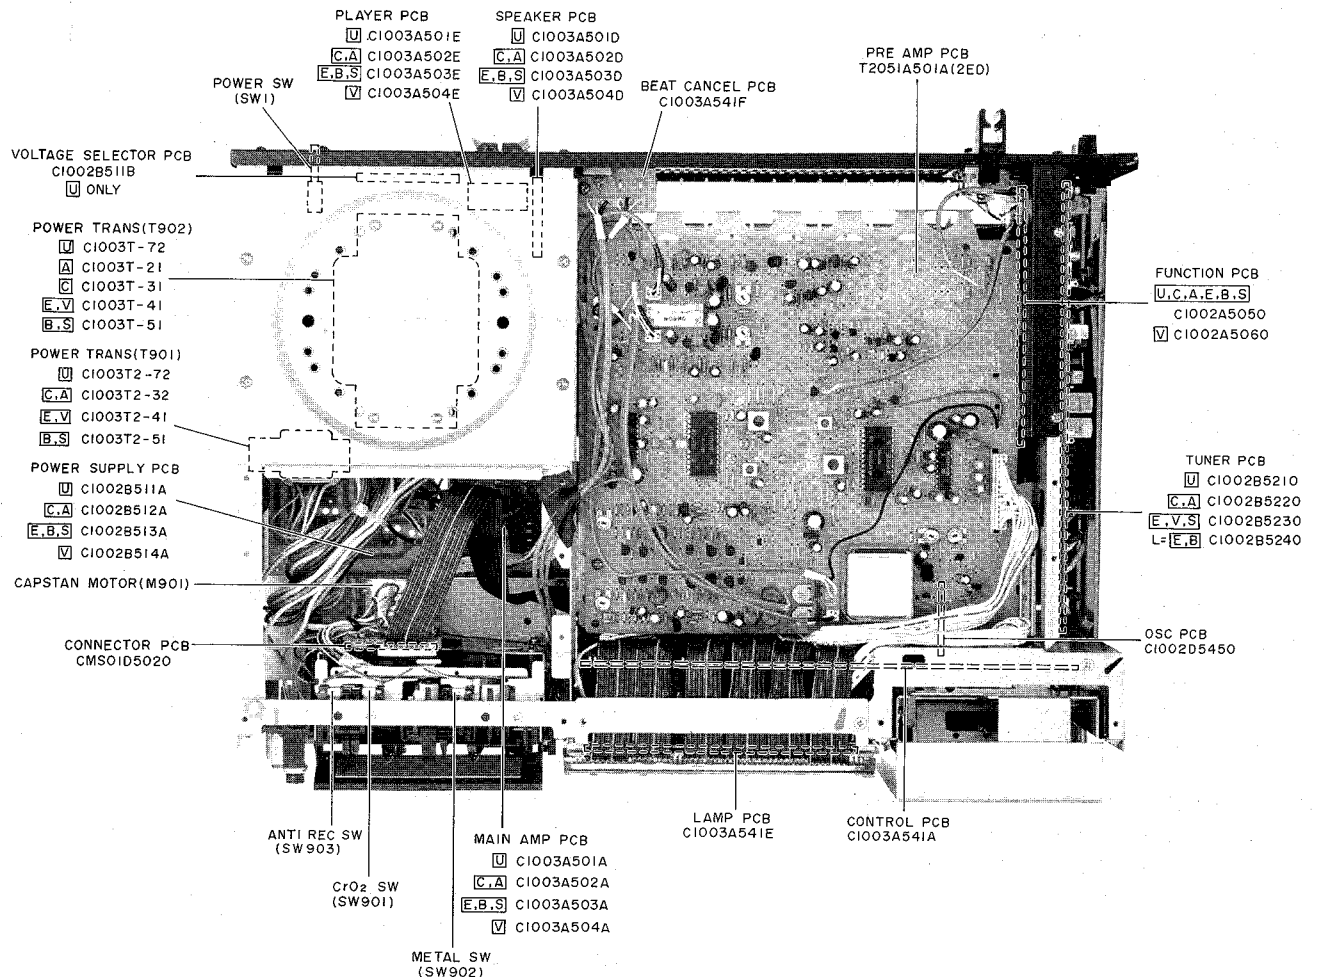 PLAYER PCB
U C1003A501E
C,A C1003A502E
E,B,S C1003A503E
V C1003A504E
SPEAKER PCB
U C1003A501D
C,A C1003A502D
E,B,S C1003A503D
V C1003A504D
PRE AMP PCB
T2051A501A(2ED)
POWER SW
(SW1)
BEAT CANCEL PCB
C1003A541F
VOLTAGE SELECTOR PCB
C1002B511B
U ONLY
POWER TRANS(T902)
U C1003T-72
A C1003T-21
C C1003T-31
E,V C1003T-41
B,S C1003T-51
POWER TRANS(T901)
U C1003T2-72
C,A C1003T2-32
E,V C1003T2-41
B,S C1003T2-51
POWER SUPPLY PCB
U C1002B511A
C,A C1002B512A
E,B,S C1002B513A
V C1002B514A
CAPSTAN MOTOR(M901)
CONNECTOR PCB
CMS01D5020
FUNCTION PCB
U,C,A,E,B,S
C1002A5050
V C1002A5060
TUNER PCB
U C1002B5210
C,A C1002B5220
E,V,S C1002B5230
L=E,B C1002B5240
OSC PCB
C1002D5450
ANTI REC SW
(SW903)
CrO2 SW
(SW901)
METAL SW
(SW902)
MAIN AMP PCB
U C1003A501A
C,A C1003A502A
E,B,S C1003A503A
V C1003A504A
LAMP PCB
C1003A541E
CONTROL PCB
C1003A541A